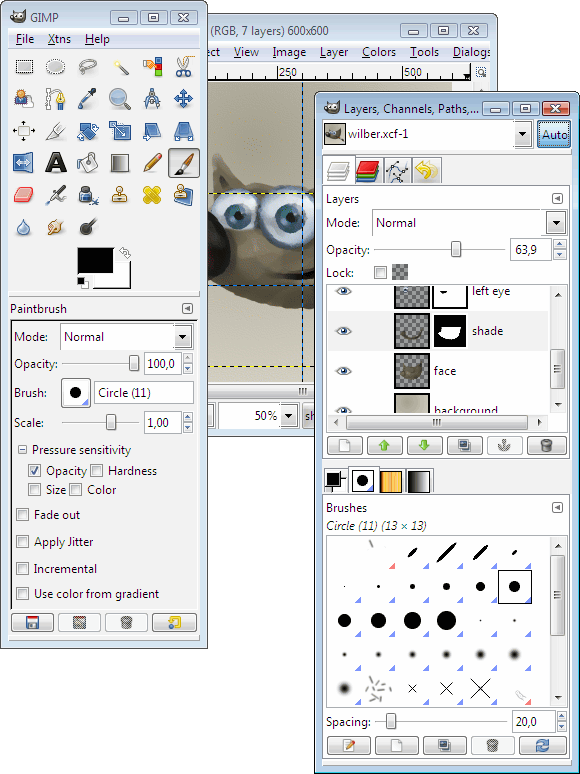 GIMP
File Xtns Help
Paintbrush
Mode: Normal
Opacity: 100,0
Brush: Circle (11)
Scale: 1,00
Pressure sensitivity
Opacity Hardness
Size Color
Fade out
Apply Jitter
Incremental
Use color from gradient
(RGB, 7 layers) 600x600
ect View Image Layer Colors Tools Dialogs
250 500
50% sh
Layers, Channels, Paths,...
wilber.xcf-1 Auto
Layers
Mode: Normal
Opacity: 63,9
Lock:
left eye
shade
face
background
Brushes
Circle (11) (13 × 13)
Spacing: 20,0